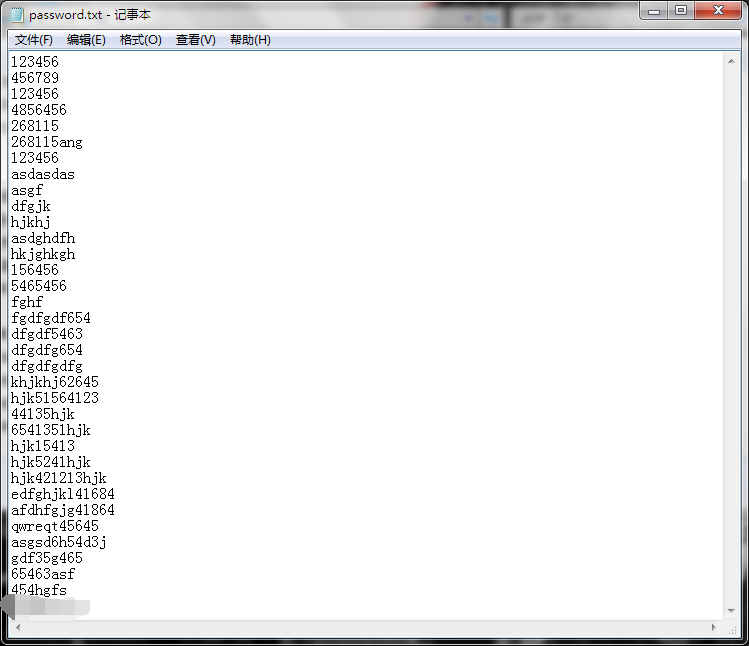 password.txt - 记事本
文件(F) 编辑(E) 格式(O) 查看(V) 帮助(H)
123456
456789
123456
4856456
268115
268115ang
123456
asdasdas
asgf
dfgjk
hjkhj
asdghdfh
hkjghkgh
156456
5465456
fghf
fgdfgdf654
dfgdf5463
dfgdfg654
dfgdfgdfg
khjkhj62645
hjk51564123
44135hjk
6541351hjk
hjk15413
hjk5241hjk
hjk421213hjk
edfghjkl41684
afdhfgjg41864
qwreqt45645
asgsd6h54d3j
gdf35g465
65463asf
454hgfs